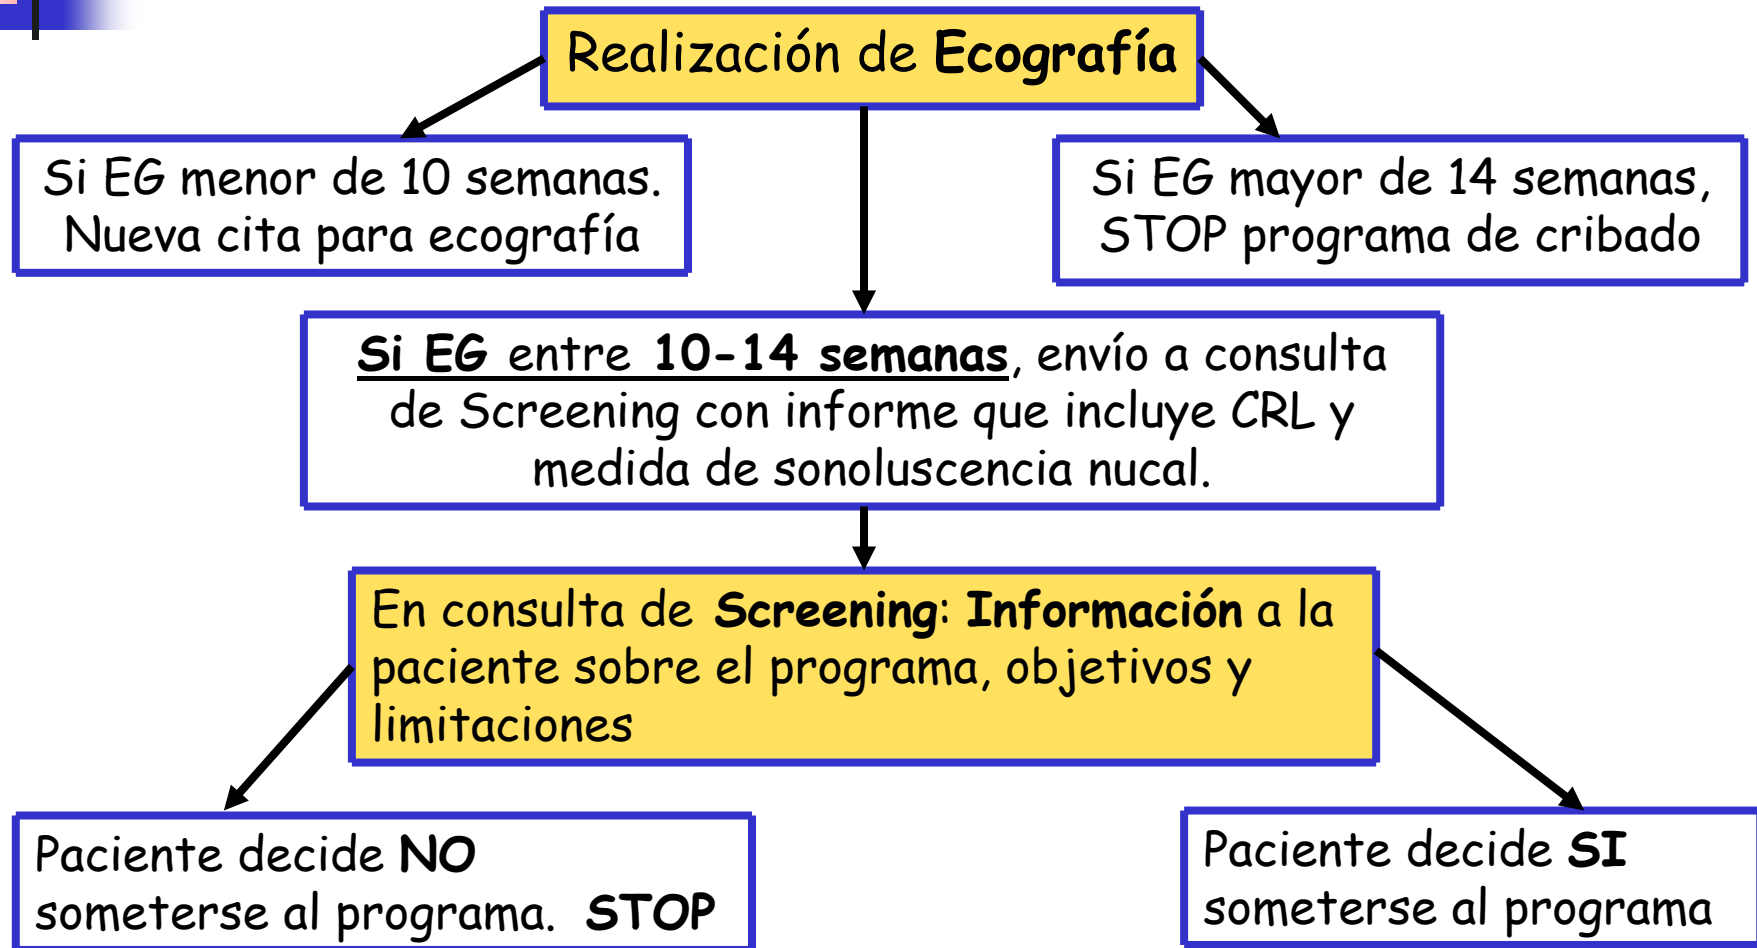 Realización de Ecografía
Si EG menor de 10 semanas.
Nueva cita para ecografía
Si EG mayor de 14 semanas,
STOP programa de cribado
Si EG entre 10-14 semanas, envío a consulta
de Screening con informe que incluye CRL y
medida de sonoluscencia nucal.
En consulta de Screening: Información a la
paciente sobre el programa, objetivos y
limitaciones
Paciente decide NO
someterse al programa. STOP
Paciente decide SI
someterse al programa